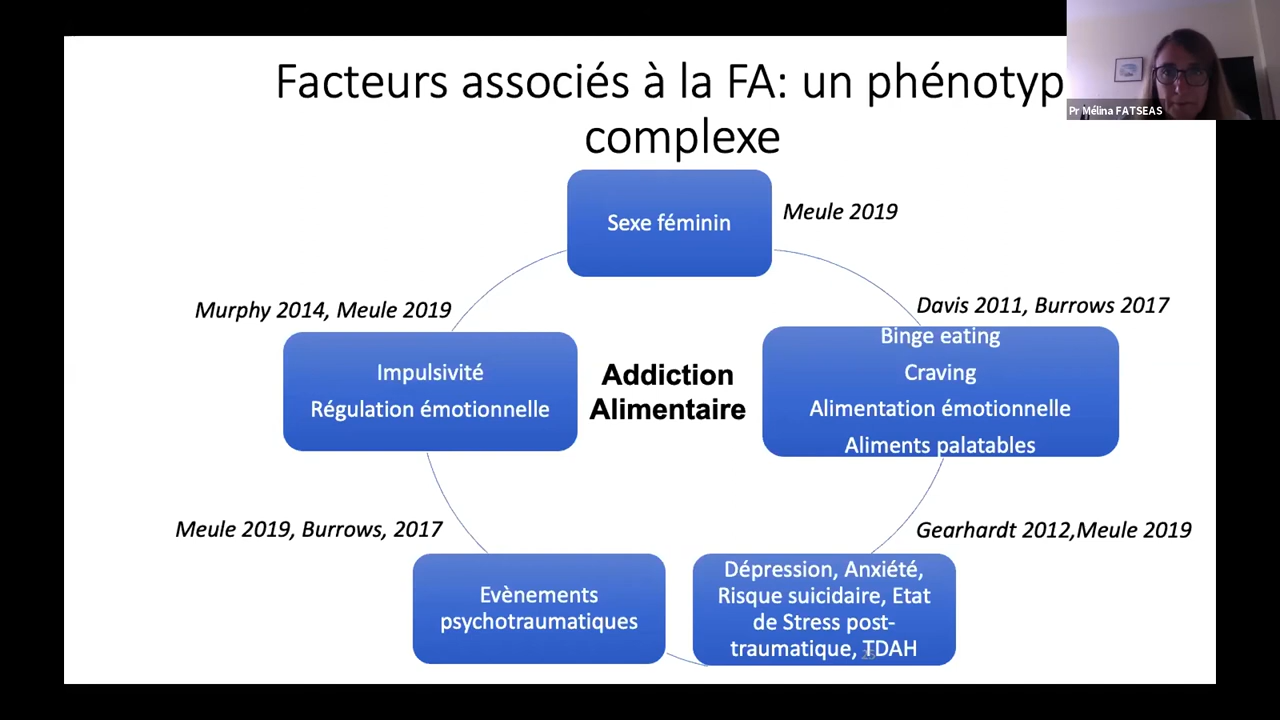 Facteurs associés à la FA: un phénotyp
complexe
Pr Mélina FATSEAS
Sexe féminin
Meule 2019
Murphy 2014, Meule 2019
Davis 2011, Burrows 2017
Impulsivité
Régulation émotionnelle
Addiction
Alimentaire
Binge eating
Craving
Alimentation émotionnelle
Aliments palatables
Meule 2019, Burrows, 2017
Gearhardt 2012,Meule 2019
Evènements
psychotraumatiques
Dépression, Anxiété,
Risque suicidaire, Etat
de Stress post-
traumatique, TDAH